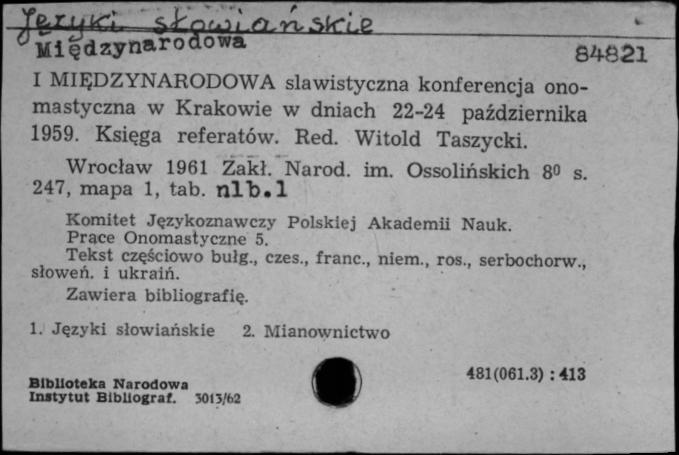 Języki słowiańskie
Międzynarodowa
84821
I MIĘDZYNARODOWA slawistyczna konferencja ono-
mastyczna w Krakowie w dniach 22-24 października
1959. Księga referatów. Red. Witold Taszycki.
Wrocław 1961 Zakł. Narod. im. Ossolińskich 8⁰ s.
247, mapa 1, tab. nlb.1
Komitet Językoznawczy Polskiej Akademii Nauk.
Prace Onomastyczne 5.
Tekst częściowo bułg., czes., franc., niem., ros., serbochorw.,
słoweń. i ukraiń.
Zawiera bibliografię.
1. Języki słowiańskie 2. Mianownictwo
481(061.3) : 413
Biblioteka Narodowa
Instytut Bibliograf. 3013/62